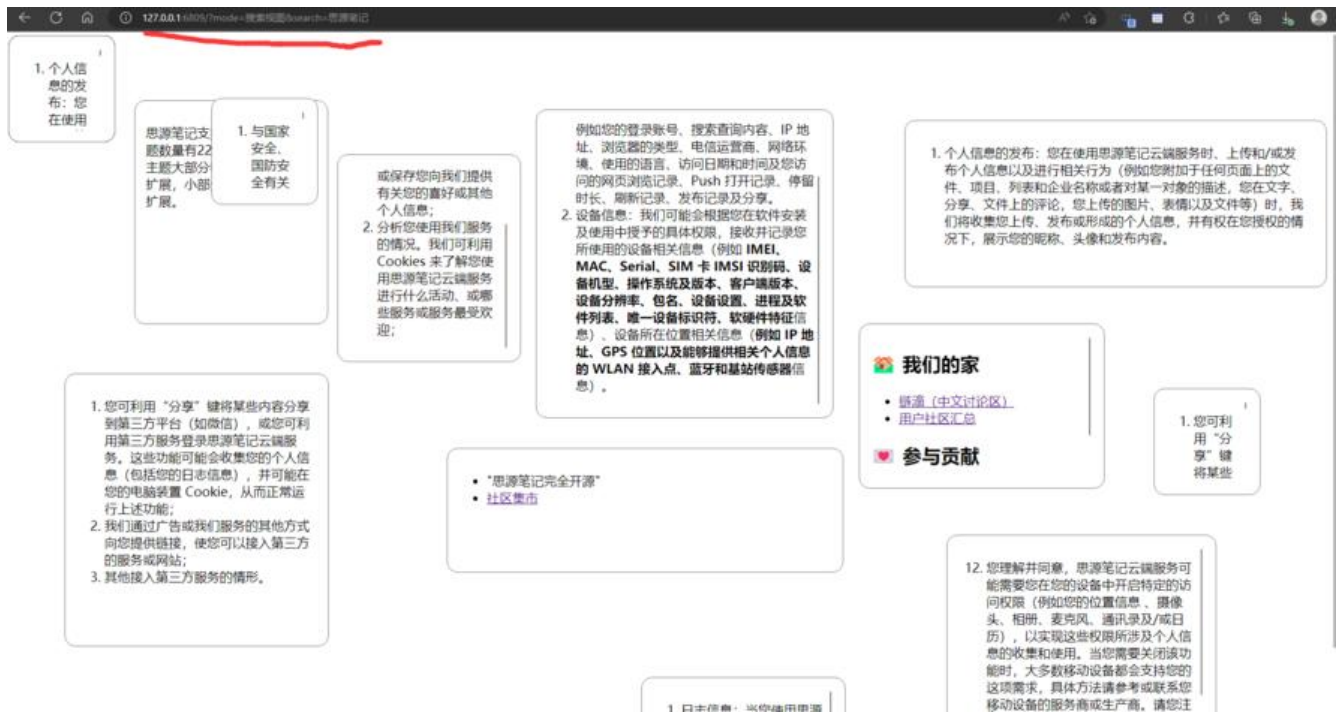 127.0.0.1:6809/?mode=搜索视图&search=思源笔记
1. 个人信
息的发
布：您
在使用
思源笔记支
题数量有22
主题大部分
扩展，小部
扩展。
1. 与国家
安全、
国防安
全有关
或保存您向我们提供
有关您的喜好或其他
个人信息；
2. 分析您使用我们服务
的情况。我们可利用
Cookies 来了解您使
用思源笔记云端服务
进行什么活动、或哪
些服务或服务最受欢
迎；
例如您的登录账号、搜索查询内容、IP 地
址、浏览器的类型、电信运营商、网络环
境、使用的语言、访问日期和时间及您访
问的网页浏览记录、Push 打开记录、停留
时长、刷新记录、发布记录及分享。
2. 设备信息：我们可能会根据您在软件安装
及使用中授予的具体权限，接收并记录您
所使用的设备相关信息（例如 IMEI、
MAC、Serial、SIM 卡 IMSI 识别码、设
备机型、操作系统及版本、客户端版本、
设备分辨率、包名、设备设置、进程及软
件列表、唯一设备标识符、软硬件特征信
息）、设备所在位置相关信息（例如 IP 地
址、GPS 位置以及能够提供相关个人信息
的 WLAN 接入点、蓝牙和基站传感器信
息）。
1. 个人信息的发布：您在使用思源笔记云端服务时、上传和/或发
布个人信息以及进行相关行为（例如您附加于任何页面上的文
件、项目、列表和企业名称或者对某一对象的描述，您在文字、
分享、文件上的评论，您上传的图片、表情以及文件等）时，我
们将收集您上传、发布或形成的个人信息，并有权在您授权的情
况下，展示您的昵称、头像和发布内容。
我们的家
• 链滴（中文讨论区）
• 用户社区汇总
参与贡献
1. 您可利
用“分
享”键
将某些
1. 您可利用“分享”键将某些内容分享
到第三方平台（如微信），或您可利
用第三方服务登录思源笔记云端服
务。这些功能可能会收集您的个人信
息（包括您的日志信息），并可能在
您的电脑装置 Cookie，从而正常运
行上述功能；
2. 我们通过广告或我们服务的其他方式
向您提供链接，使您可以接入第三方
的服务或网站；
3. 其他接入第三方服务的情形。
• “思源笔记完全开源”
• 社区集市
12. 您理解并同意，思源笔记云端服务可
能需要您在您的设备中开启特定的访
问权限（例如您的位置信息、摄像
头、相册、麦克风、通讯录及/或日
历），以实现这些权限所涉及个人信
息的收集和使用。当您需要关闭该功
能时，大多数移动设备都会支持您的
这项需求，具体方法请参考或联系您
移动设备的服务商或生产商。请您注
1. 日志信息：当您使用思源